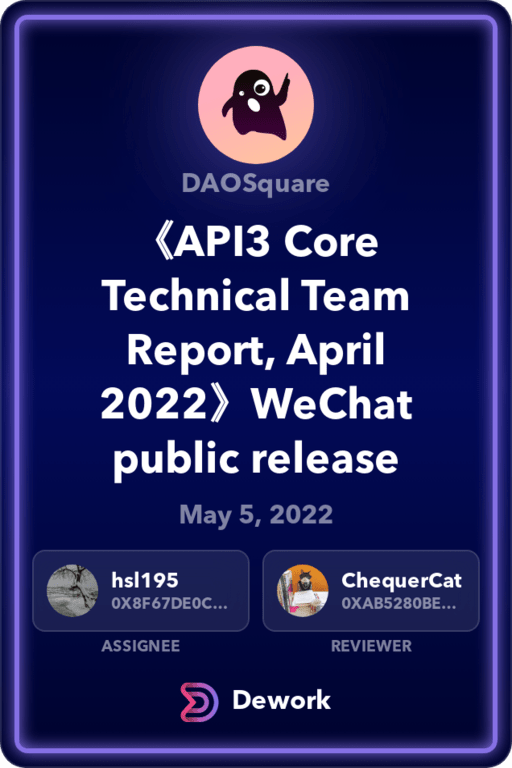 DAOSquare
《API3 Core
Technical Team
Report, April
2022》WeChat
public release
May 5, 2022
hsl195
0X8F67DE0C...
ASSIGNEE
ChequerCat
0XAB5280BE...
REVIEWER
Dework